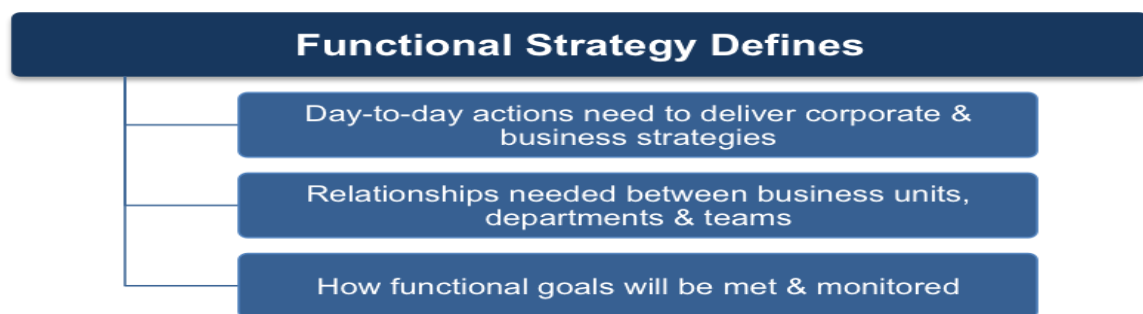 Functional Strategy Defines
Day-to-day actions need to deliver corporate &
business strategies
Relationships needed between business units,
departments & teams
How functional goals will be met & monitored